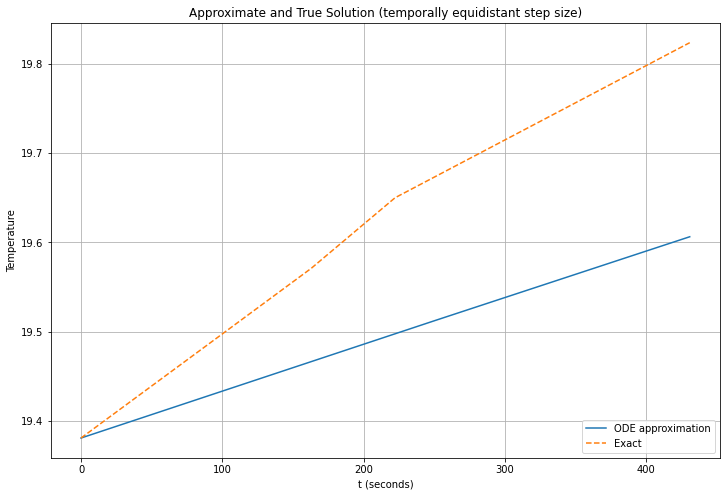 Approximate and True Solution (temporally equidistant step size)
19.8
19.7
19.6
19.5
19.4
Temperature
0
100
200
300
400
t (seconds)
ODE approximation
Exact